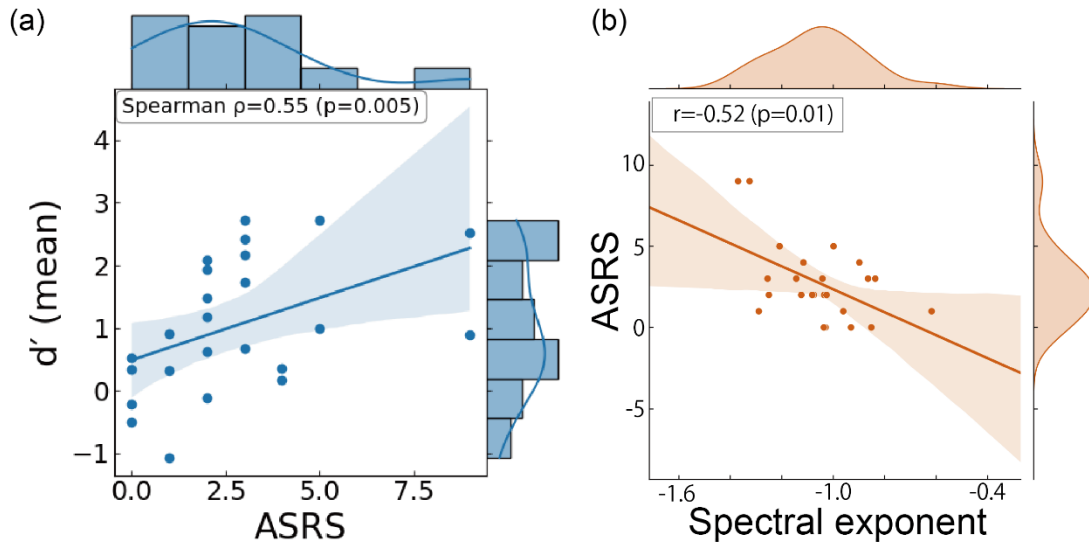 (a)
Spearman ρ=0.55 (p=0.005)
4
3
2
1
0
−1
d′ (mean)
0.0 2.5 5.0 7.5
ASRS
(b)
r=-0.52 (p=0.01)
10
5
0
-5
ASRS
-1.6 -1.0 -0.4
Spectral exponent